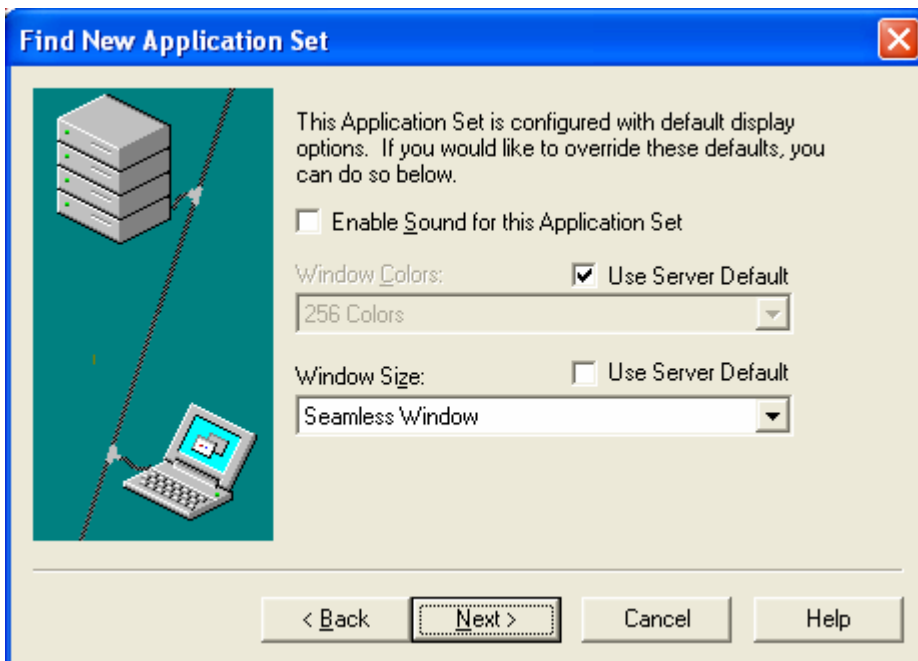 Find New Application Set
This Application Set is configured with default display
options. If you would like to override these defaults, you
can do so below.
Enable Sound for this Application Set
Window Colors: Use Server Default
256 Colors
Window Size: Use Server Default
Seamless Window
< Back Next > Cancel Help